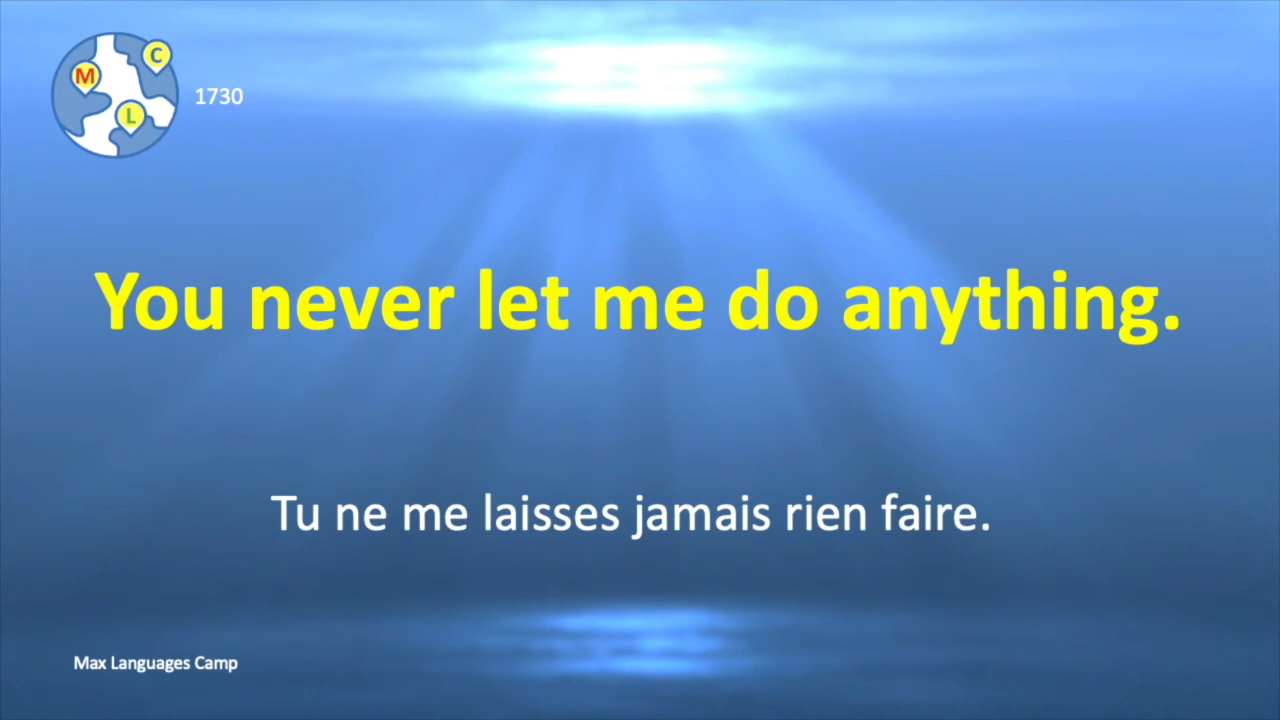 M
C
L
1730
You never let me do anything.
Tu ne me laisses jamais rien faire.
Max Languages Camp